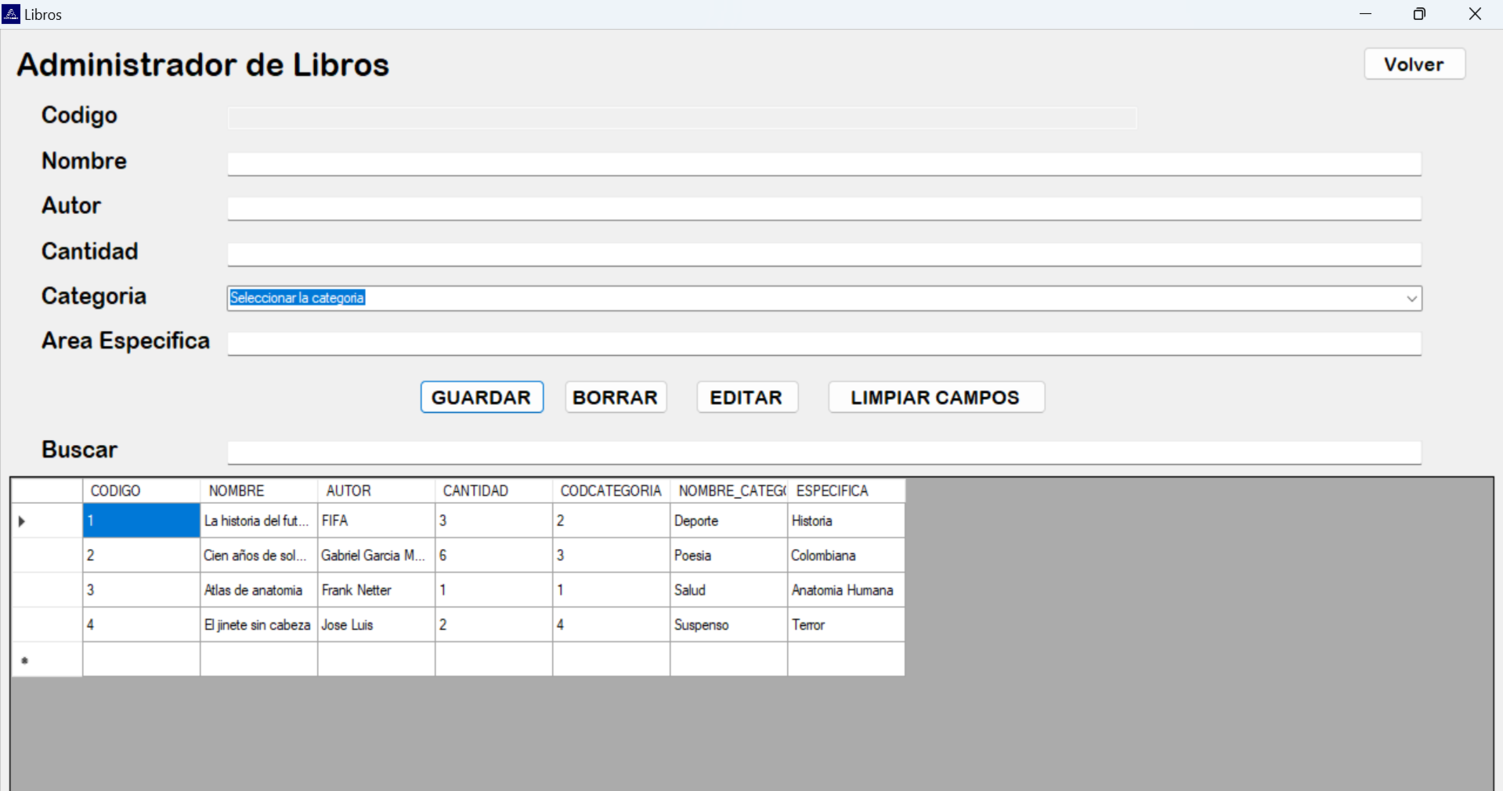 Libros
Administrador de Libros
Volver
Codigo
Nombre
Autor
Cantidad
Categoria Seleccionar la categoria
Area Especifica
GUARDAR BORRAR EDITAR LIMPIAR CAMPOS
Buscar
CODIGO NOMBRE AUTOR CANTIDAD CODCATEGORIA NOMBRE_CATEG ESPECIFICA
1 La historia del fut... FIFA 3 2 Deporte Historia
2 Cien años de sol... Gabriel Garcia M... 6 3 Poesia Colombiana
3 Atlas de anatomia Frank Netter 1 1 Salud Anatomia Humana
4 El jinete sin cabeza Jose Luis 2 4 Suspenso Terror